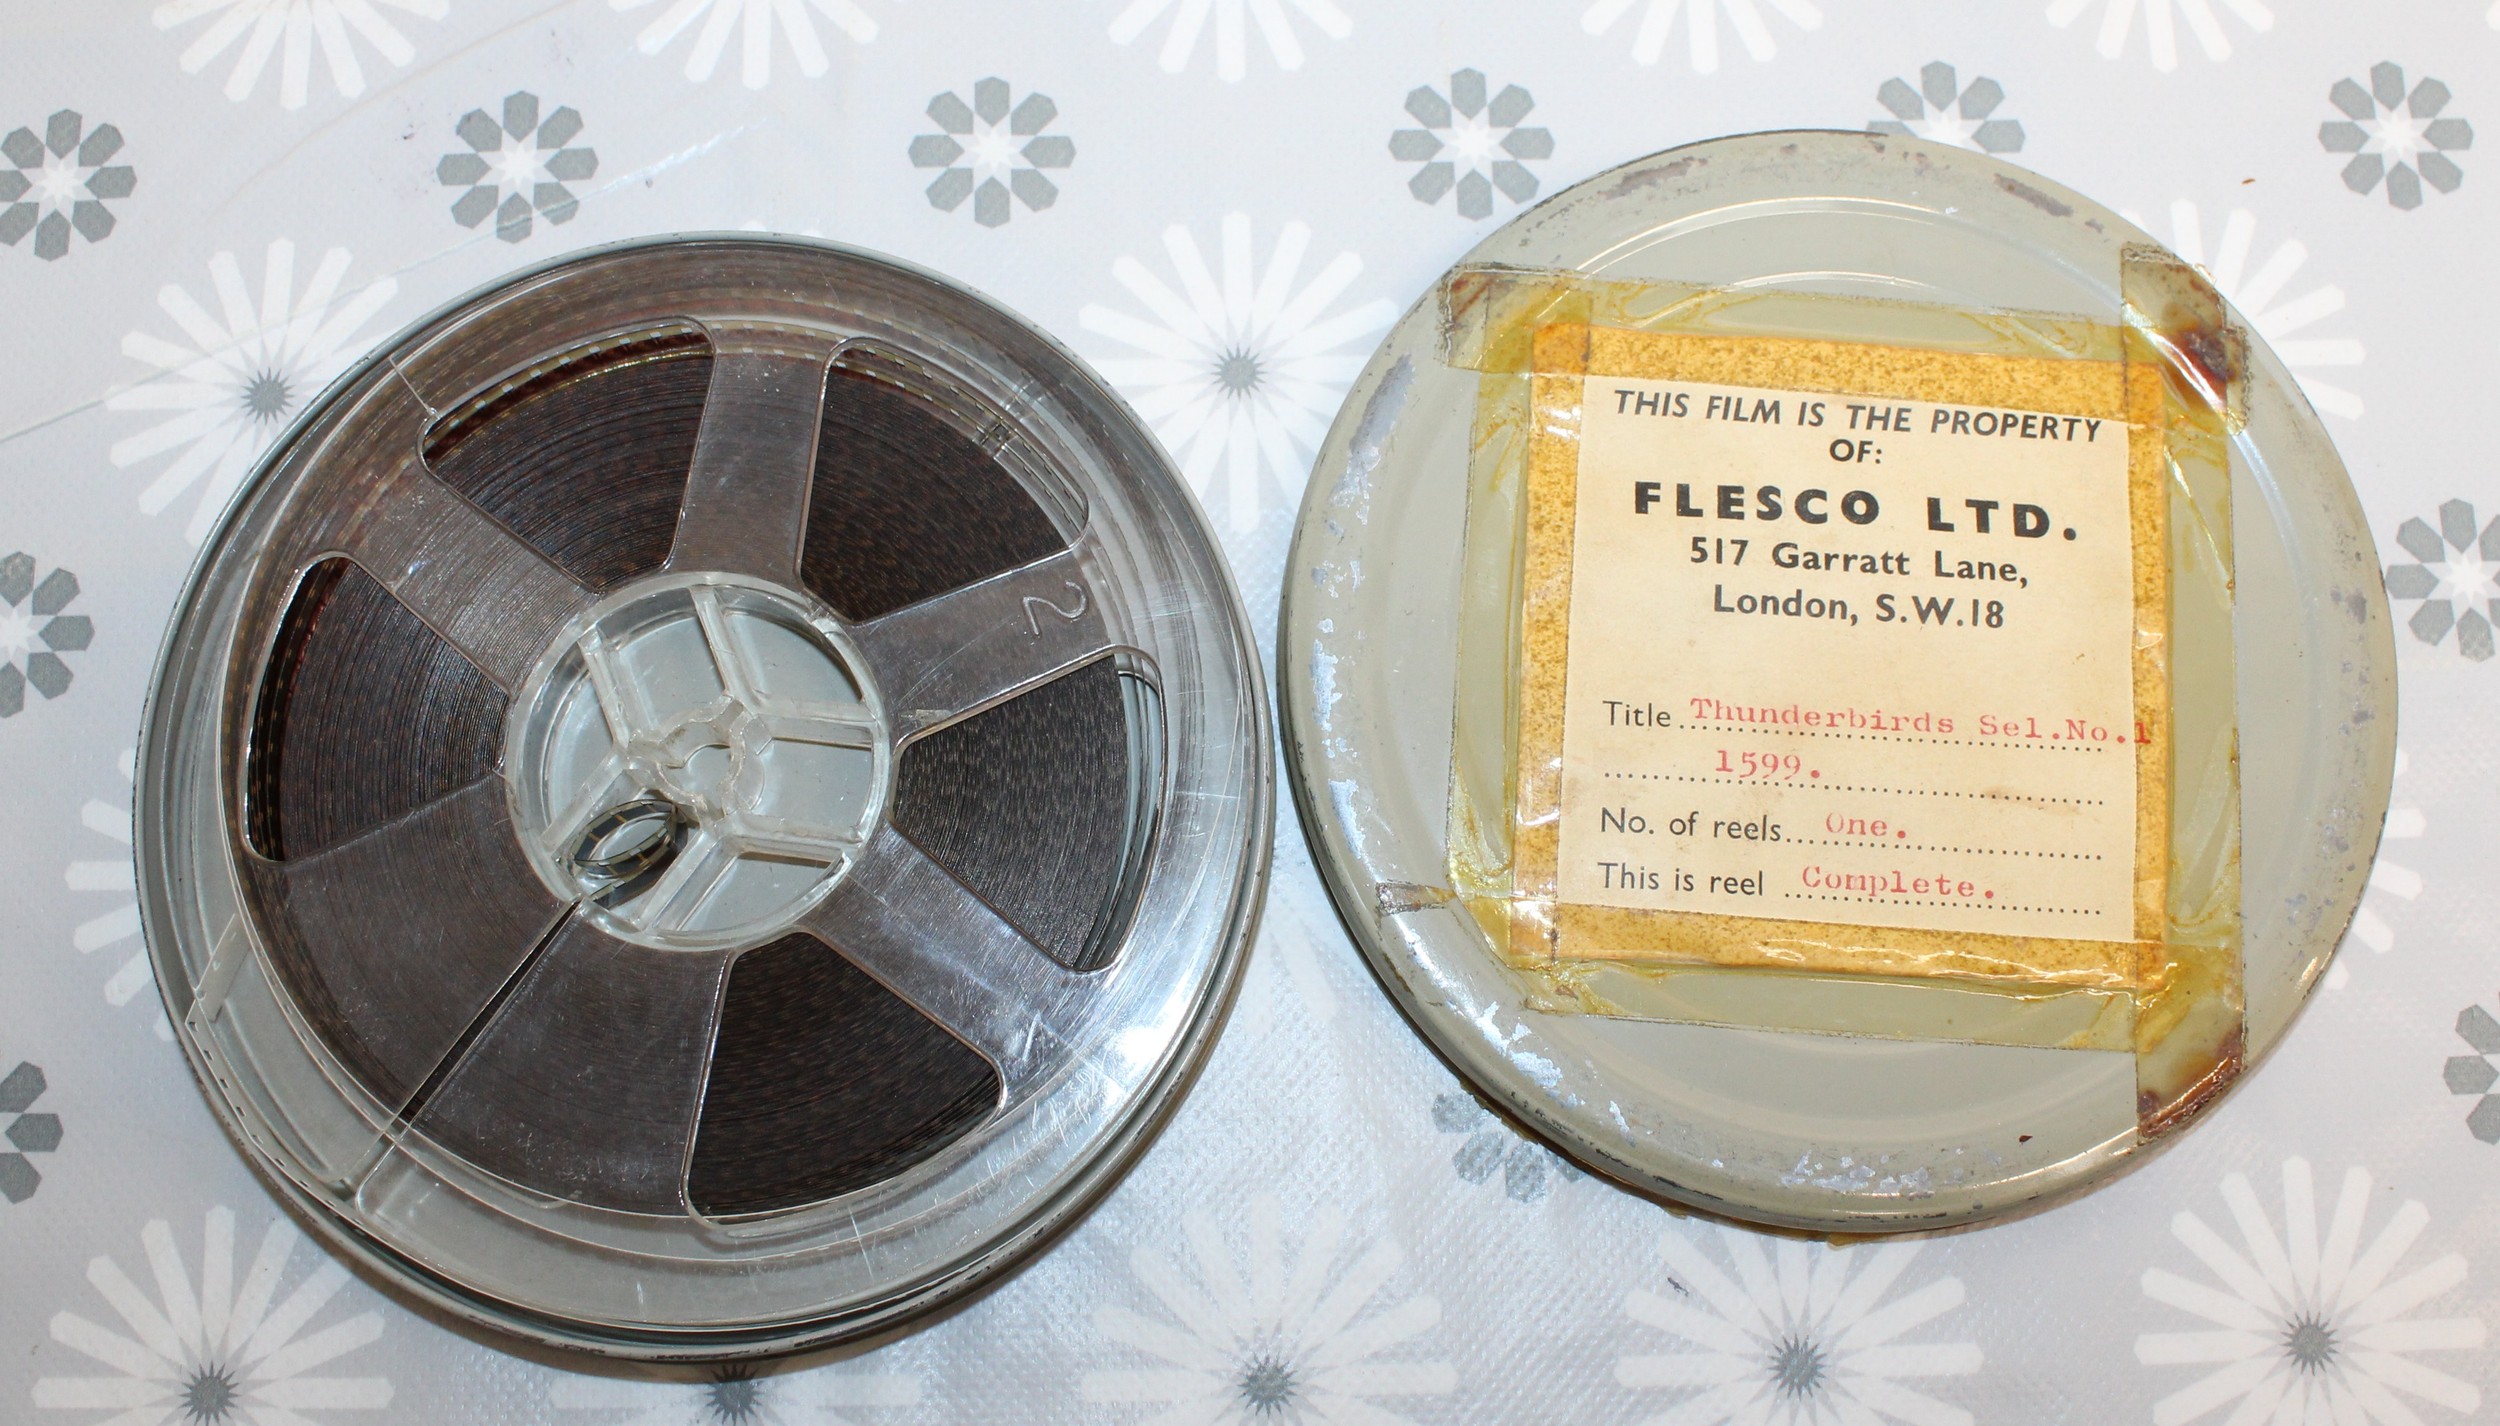 2
THIS FILM IS THE PROPERTY
OF:
FLESCO LTD.
517 Garratt Lane,
London, S.W.18
Title Thunderbirds Sel.No.1
1599.
No. of reels One.
This is reel Complete.